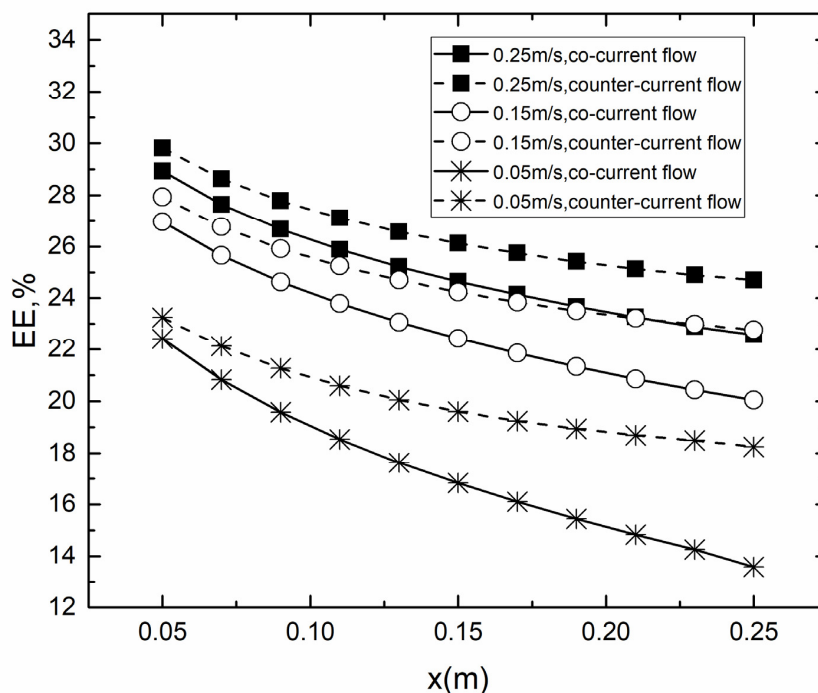 34
32
30
28
26
24
22
20
18
16
14
12
EE,%
0.25m/s,co-current flow
0.25m/s,counter-current flow
0.15m/s,co-current flow
0.15m/s,counter-current flow
0.05m/s,co-current flow
0.05m/s,counter-current flow
0.05 0.10 0.15 0.20 0.25
x(m)